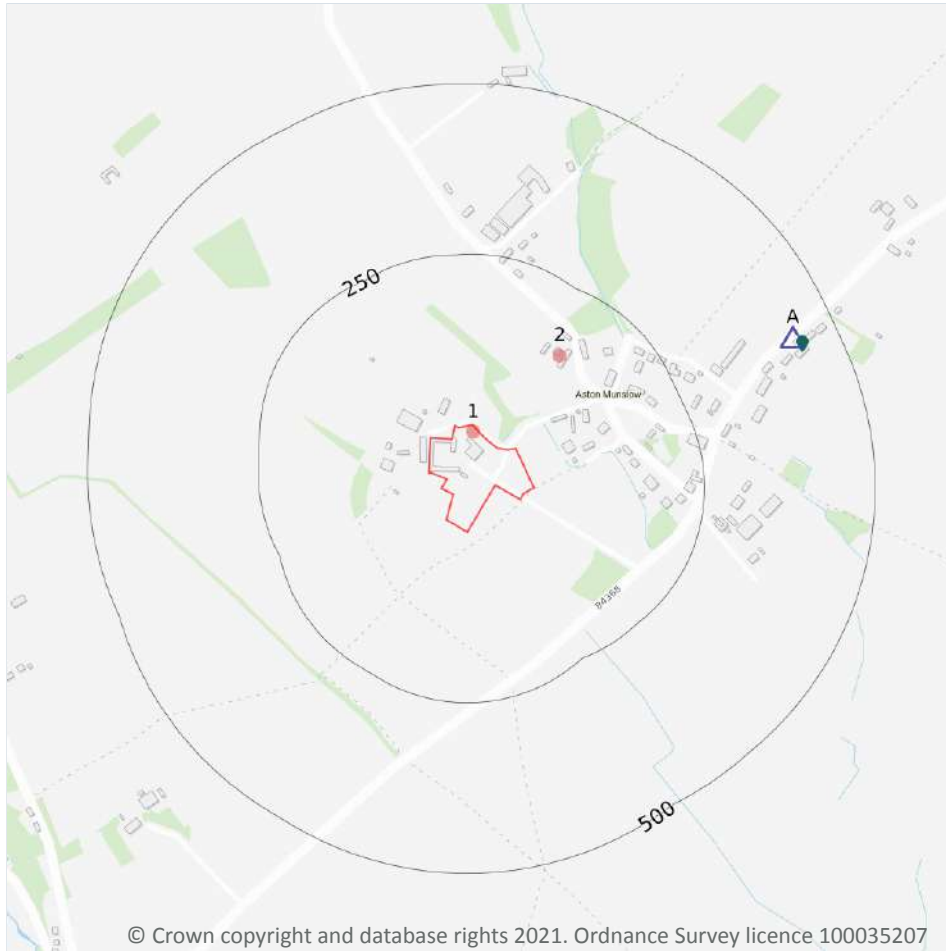 250
A
2
Aston Munslow
1
B4368
500
© Crown copyright and database rights 2021. Ordnance Survey licence 100035207